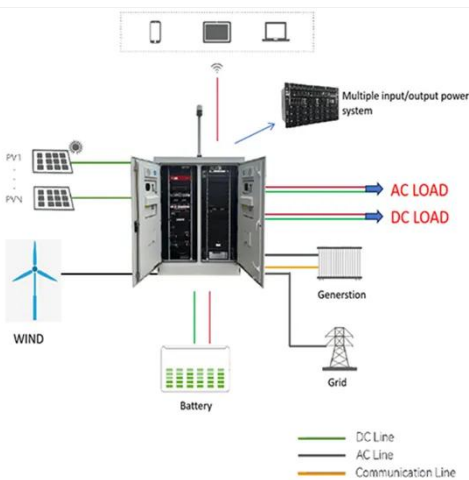 Multiple input/output power
system
PV1
PVN
AC LOAD
DC LOAD
Generstion
WIND
Grid
Battery
DC Line
AC Line
Communication Line